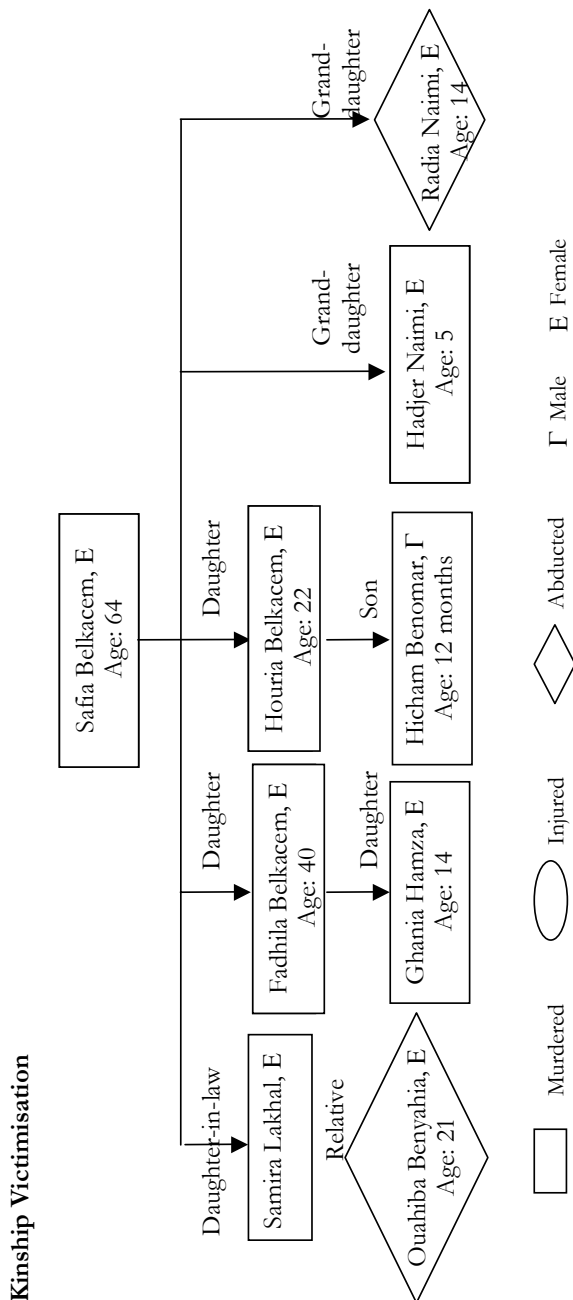 Kinship Victimisation
Safia Belkacem, E
Age: 64
Daughter-in-law
Daughter
Daughter
Grand-
daughter
Grand-
daughter
Samira Lakhal, E
Fadhila Belkacem, E
Age: 40
Houria Belkacem, E
Age: 22
Hadjer Naimi, E
Age: 5
Radia Naimi, E
Age: 14
Relative
Daughter
Son
Ouahiba Benyahia, E
Age: 21
Ghania Hamza, E
Age: 14
Hicham Benomar, Γ
Age: 12 months
Murdered
Injured
Abducted
Γ Male
E Female